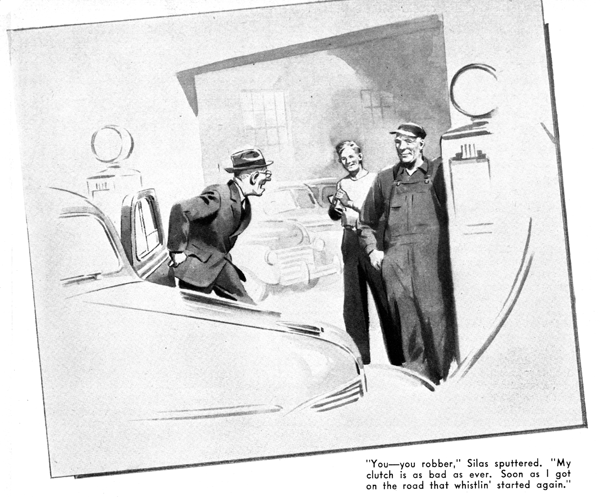 "You—you robber," Silas sputtered. "My
clutch is as bad as ever. Soon as I got
on the road that whistlin' started again."